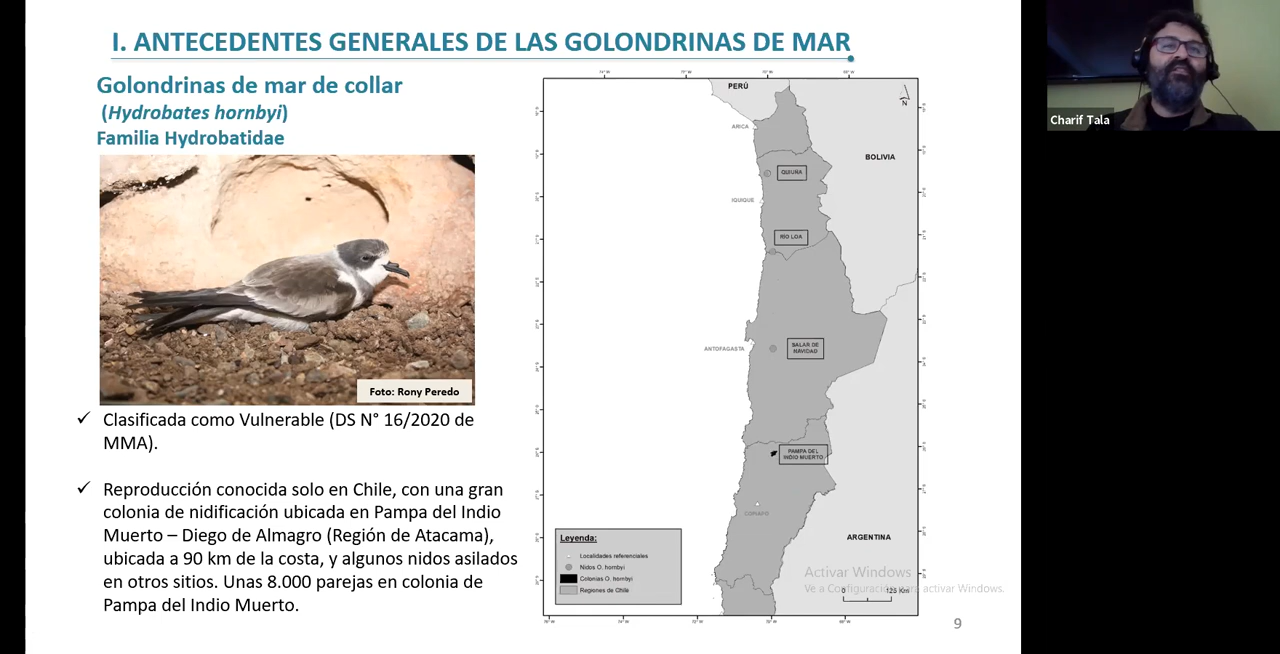 I. ANTECEDENTES GENERALES DE LAS GOLONDRINAS DE MAR
Golondrinas de mar de collar
(Hydrobates hornbyi)
Familia Hydrobatidae
Foto: Rony Peredo
✓ Clasificada como Vulnerable (DS N° 16/2020 de
MMA).
✓ Reproducción conocida solo en Chile, con una gran
colonia de nidificación ubicada en Pampa del Indio
Muerto – Diego de Almagro (Región de Atacama),
ubicada a 90 km de la costa, y algunos nidos asilados
en otros sitios. Unas 8.000 parejas en colonia de
Pampa del Indio Muerto.
PERÚ
N
ARICA
BOLIVIA
QUIUÑA
IQUIQUE
RÍO LOA
ANTOFAGASTA
SALAR DE
NAVIDAD
PAMPA DEL
INDIO MUERTO
COPIAPÓ
ARGENTINA
Leyenda:
Localidades referenciales
Nidos O. hornbyi
Colonias O. hornbyi
Regiones de Chile
0 125 Km
Activar Windows
Ve a Configuración para activar Windows.
9
Charif Tala